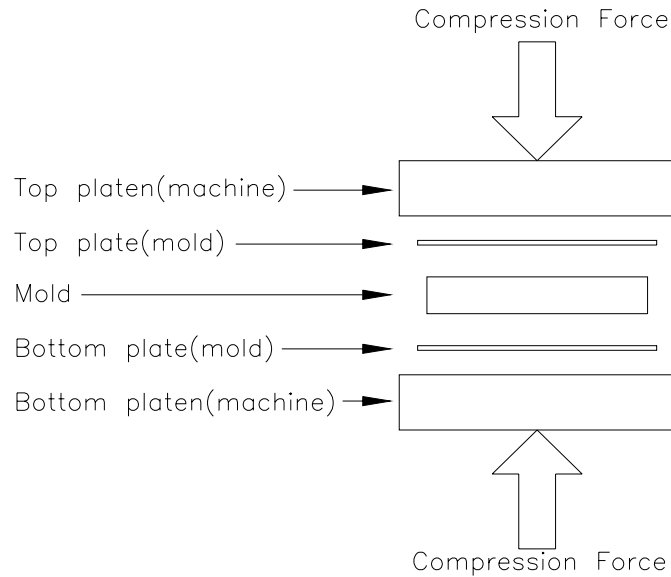 Compression Force
Top platen(machine)
Top plate(mold)
Mold
Bottom plate(mold)
Bottom platen(machine)
Compression Force